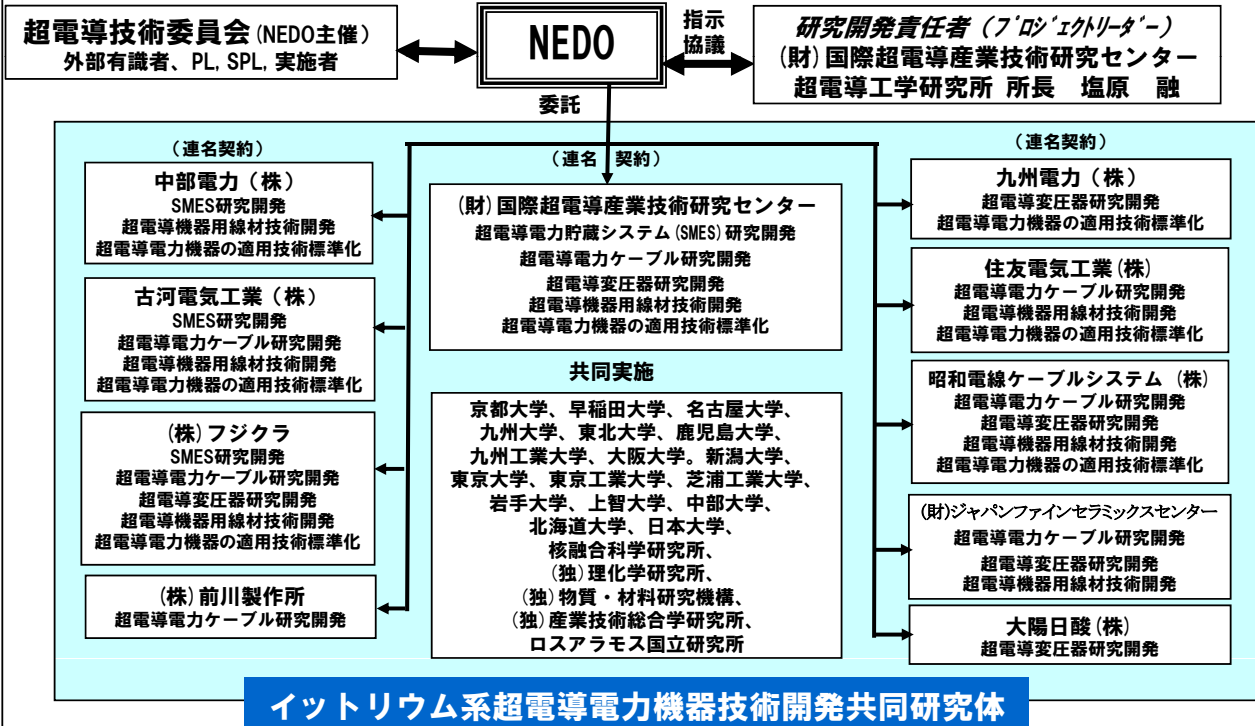 超電導技術委員会(NEDO主催)
外部有識者、PL, SPL, 実施者
NEDO
指示
協議
研究開発責任者（プロジェクトリーダー）
(財)国際超電導産業技術研究センター
超電導工学研究所 所長　塩原　融
委託
（連名契約）
中部電力（株）
SMES研究開発
超電導機器用線材技術開発
超電導電力機器の適用技術標準化
古河電気工業（株）
SMES研究開発
超電導電力ケーブル研究開発
超電導機器用線材技術開発
超電導電力機器の適用技術標準化
(株)フジクラ
SMES研究開発
超電導電力ケーブル研究開発
超電導変圧器研究開発
超電導機器用線材技術開発
超電導電力機器の適用技術標準化
(株)前川製作所
超電導電力ケーブル研究開発
（連名 契約）
(財)国際超電導産業技術研究センター
超電導電力貯蔵システム(SMES)研究開発
超電導電力ケーブル研究開発
超電導変圧器研究開発
超電導機器用線材技術開発
超電導電力機器の適用技術標準化
共同実施
京都大学、早稲田大学、名古屋大学、
九州大学、東北大学、鹿児島大学、
九州工業大学、大阪大学。新潟大学、
東京大学、東京工業大学、芝浦工業大学、
岩手大学、上智大学、中部大学、
北海道大学、日本大学、
核融合科学研究所、
(独)理化学研究所、
(独)物質・材料研究機構、
(独)産業技術総合学研究所、
ロスアラモス国立研究所
（連名契約）
九州電力（株）
超電導変圧器研究開発
超電導電力機器の適用技術標準化
住友電気工業(株)
超電導電力ケーブル研究開発
超電導機器用線材技術開発
超電導電力機器の適用技術標準化
昭和電線ケーブルシステム（株）
超電導電力ケーブル研究開発
超電導変圧器研究開発
超電導機器用線材技術開発
超電導電力機器の適用技術標準化
(財)ジャパンファインセラミックスセンター
超電導電力ケーブル研究開発
超電導変圧器研究開発
超電導機器用線材技術開発
大陽日酸(株)
超電導変圧器研究開発
イットリウム系超電導電力機器技術開発共同研究体